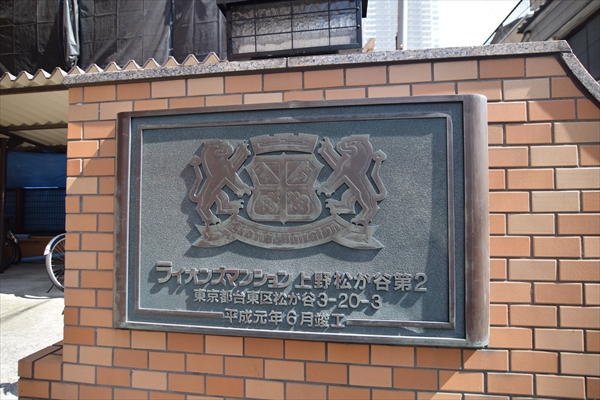 ライオンズマンション上野松が谷第2
東京都台東区松が谷3-20-3
平成元年6月竣工